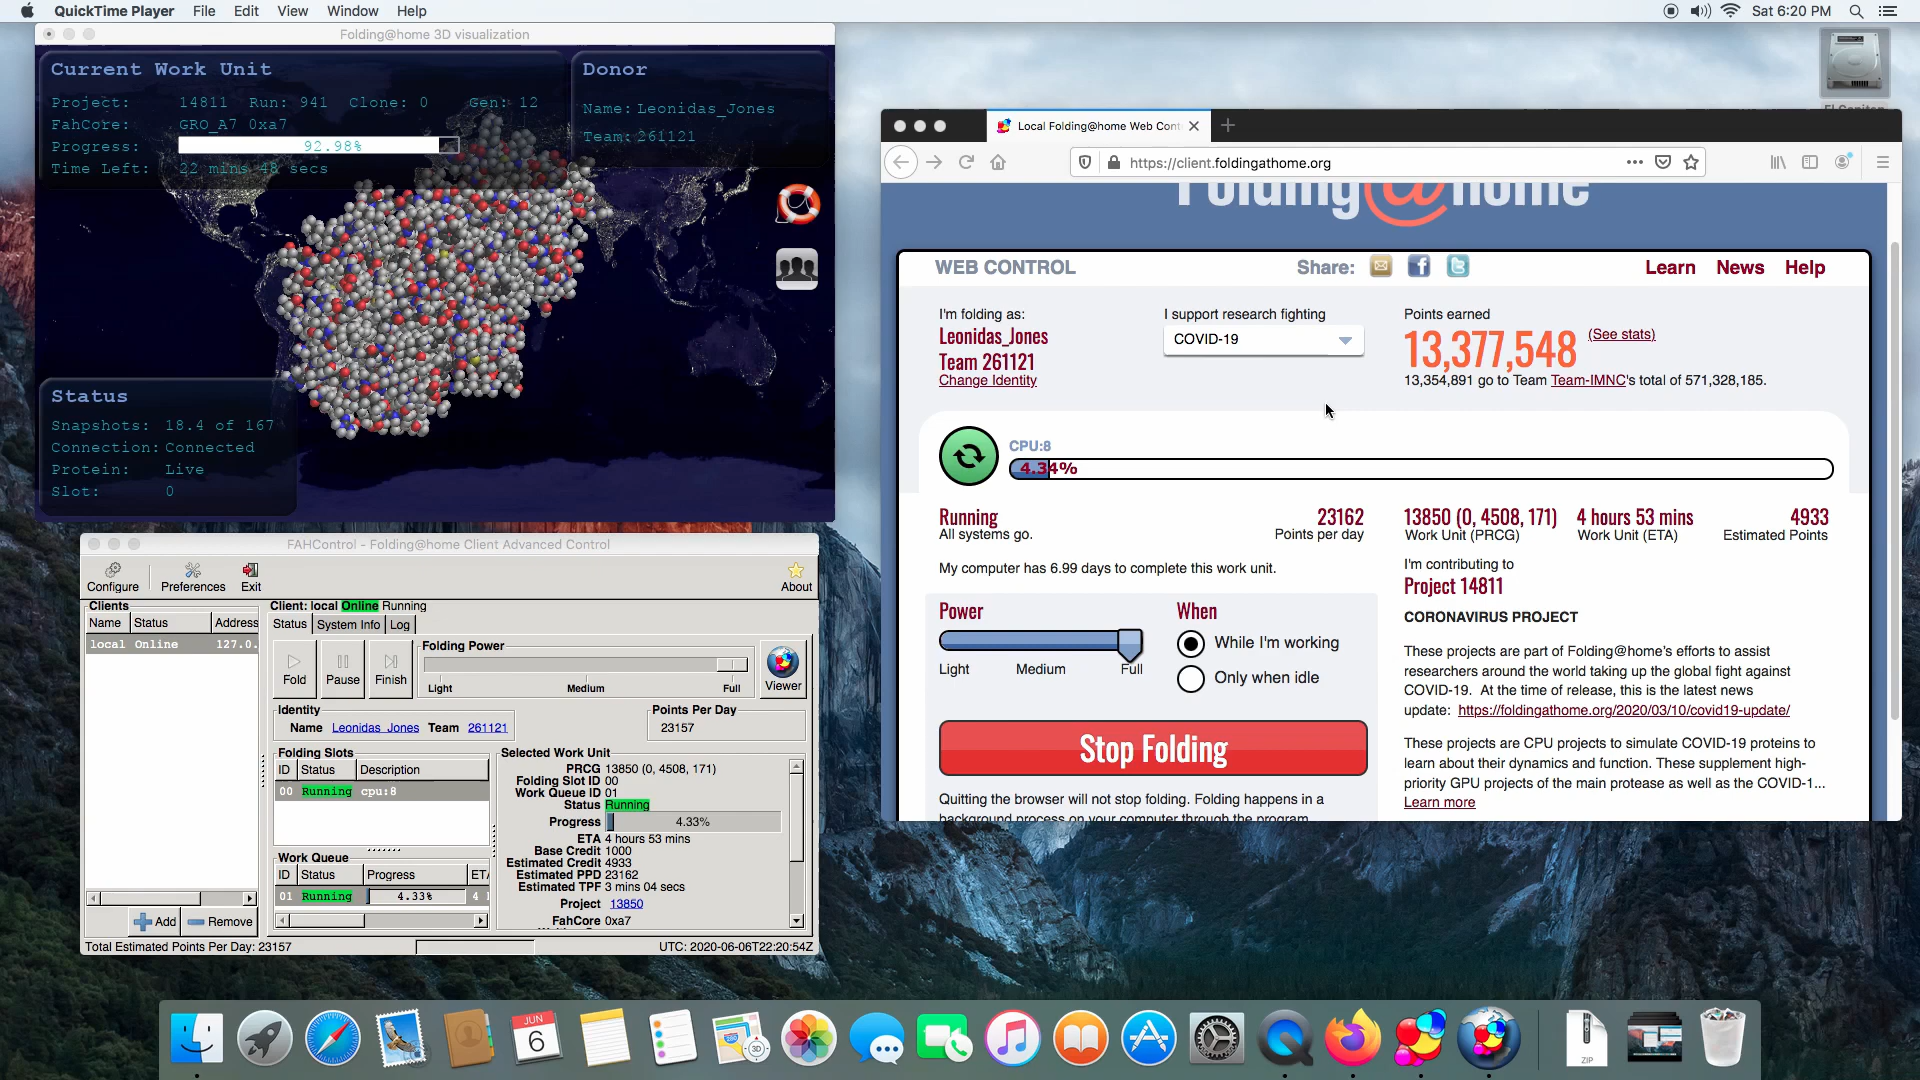 QuickTime Player File Edit View Window Help
Sat 6:20 PM
Folding@home 3D visualization
Current Work Unit
Project: 14811 Run: 941 Clone: 0 Gen: 12
FahCore: GRO_A7 0xa7
Progress: 92.98%
Time Left: 22 mins 48 secs
Donor
Name: Leonidas_Jones
Team: 261121
Status
Snapshots: 18.4 of 167
Connection: Connected
Protein: Live
Slot: 0
FAHControl - Folding@home Client Advanced Control
Configure Preferences Exit About
Clients
Name Status Address
local Online 127.0.
Add Remove
Client: local Online Running
Status System Info Log
Fold Pause Finish
Folding Power
Light Medium Full
Viewer
Identity
Name Leonidas_Jones Team 261121
Points Per Day
23157
Folding Slots
ID Status Description
00 Running cpu:8
Work Queue
ID Status Progress ETA
01 Running 4.33% 4
Selected Work Unit
PRCG 13850 (0, 4508, 171)
Folding Slot ID 00
Work Queue ID 01
Status Running
Progress 4.33%
ETA 4 hours 53 mins
Base Credit 1000
Estimated Credit 4933
Estimated PPD 23162
Estimated TPF 3 mins 04 secs
Project 13850
FahCore 0xa7
Total Estimated Points Per Day: 23157
UTC: 2020-06-06T22:20:54Z
Local Folding@home Web Cont
https://client.foldingathome.org
Folding@home
WEB CONTROL
Share:
Learn News Help
I'm folding as:
Leonidas_Jones
Team 261121
Change Identity
I support research fighting
COVID-19
Points earned
13,377,548 (See stats)
13,354,891 go to Team Team-IMNC's total of 571,328,185.
CPU:8
4.34%
Running
All systems go.
23162
Points per day
13850 (0, 4508, 171)
Work Unit (PRCG)
4 hours 53 mins
Work Unit (ETA)
4933
Estimated Points
My computer has 6.99 days to complete this work unit.
Power
Light Medium Full
When
While I'm working
Only when idle
Stop Folding
Quitting the browser will not stop folding. Folding happens in a
background process on your computer through the program
I'm contributing to
Project 14811
CORONAVIRUS PROJECT
These projects are part of Folding@home's efforts to assist
researchers around the world taking up the global fight against
COVID-19. At the time of release, this is the latest news
update: https://foldingathome.org/2020/03/10/covid19-update/
These projects are CPU projects to simulate COVID-19 proteins to
learn about their dynamics and function. These supplement high-
priority GPU projects of the main protease as well as the COVID-1...
Learn more
JUN
6
3D
ZIP